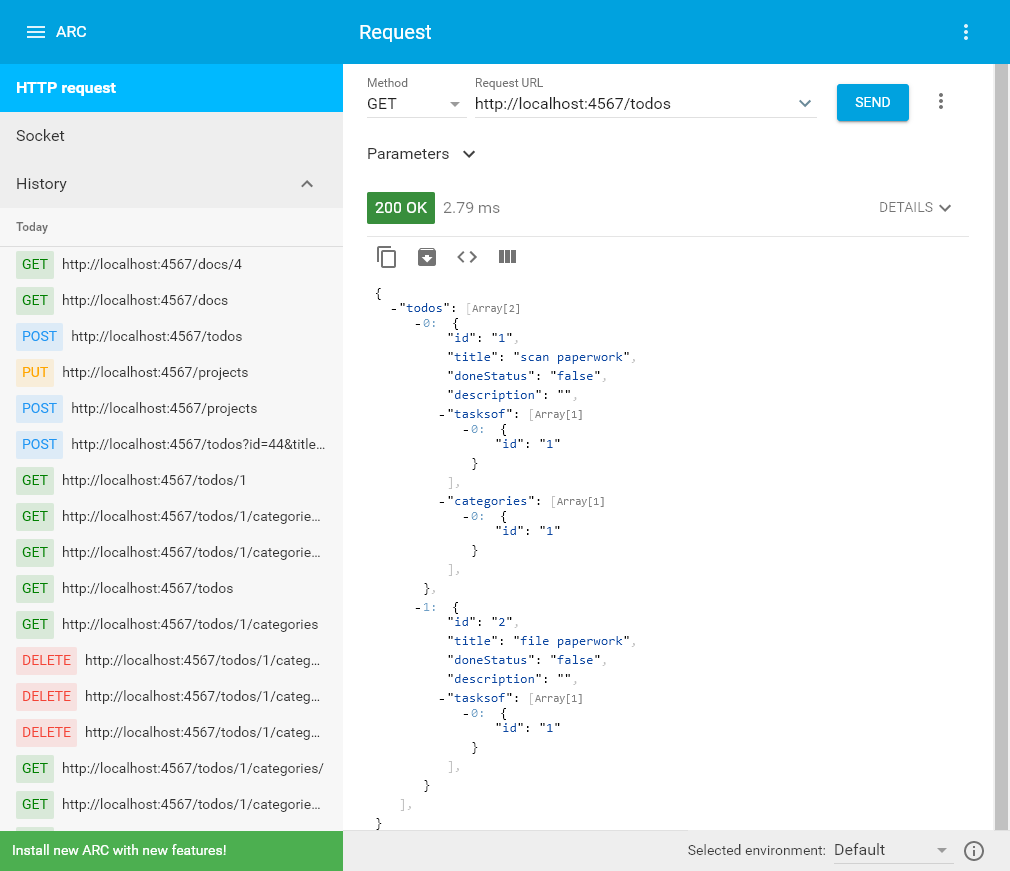 ARC
Request
HTTP request
Socket
History
Today
GET http://localhost:4567/docs/4
GET http://localhost:4567/docs
POST http://localhost:4567/todos
PUT http://localhost:4567/projects
POST http://localhost:4567/projects
POST http://localhost:4567/todos?id=44&title...
GET http://localhost:4567/todos/1
GET http://localhost:4567/todos/1/categorie...
GET http://localhost:4567/todos/1/categorie...
GET http://localhost:4567/todos
GET http://localhost:4567/todos/1/categories
DELETE http://localhost:4567/todos/1/categ...
DELETE http://localhost:4567/todos/1/categ...
DELETE http://localhost:4567/todos/1/categ...
GET http://localhost:4567/todos/1/categories/
GET http://localhost:4567/todos/1/categorie...
Install new ARC with new features!
Method
GET
Request URL
http://localhost:4567/todos
SEND
Parameters
200 OK 2.79 ms
DETAILS
{
-"todos": [Array[2]
-0: {
"id": "1",
"title": "scan paperwork",
"doneStatus": "false",
"description": "",
-"tasksof": [Array[1]
-0: {
"id": "1"
}
],
-"categories": [Array[1]
-0: {
"id": "1"
}
],
},
-1: {
"id": "2",
"title": "file paperwork",
"doneStatus": "false",
"description": "",
-"tasksof": [Array[1]
-0: {
"id": "1"
}
],
}
],
}
Selected environment: Default